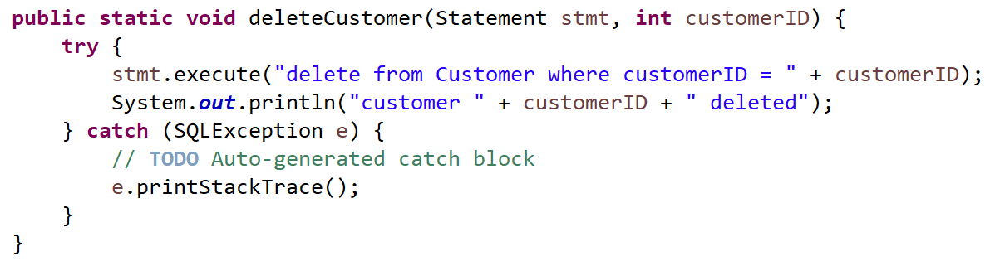 public static void deleteCustomer(Statement stmt, int customerID) {
    try {
        stmt.execute("delete from Customer where customerID = " + customerID);
        System.out.println("customer " + customerID + " deleted");
    } catch (SQLException e) {
        // TODO Auto-generated catch block
        e.printStackTrace();
    }
}